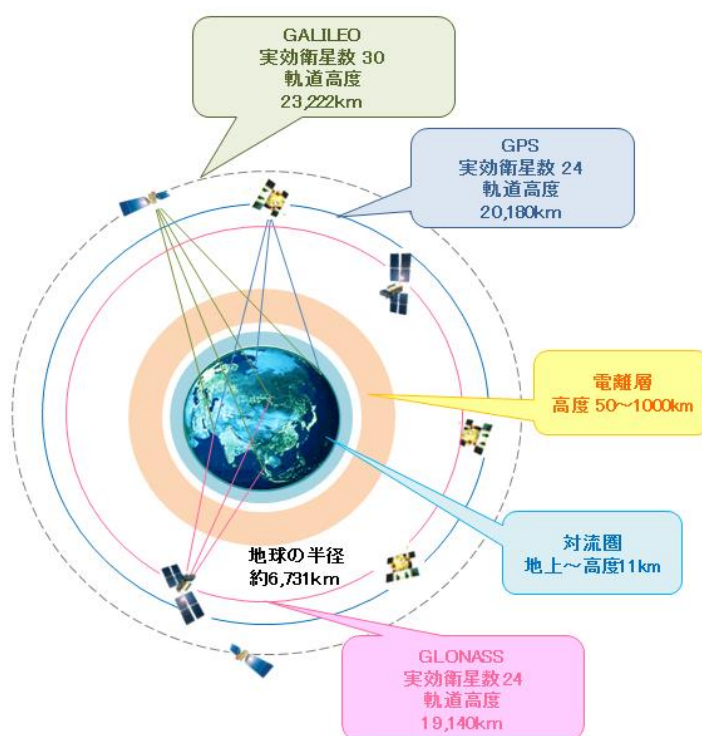 GALILEO
実効衛星数 30
軌道高度
23,222km
GPS
実効衛星数 24
軌道高度
20,180km
電離層
高度 50～1000km
対流圏
地上～高度11km
地球の半径
約6,731km
GLONASS
実効衛星数24
軌道高度
19,140km